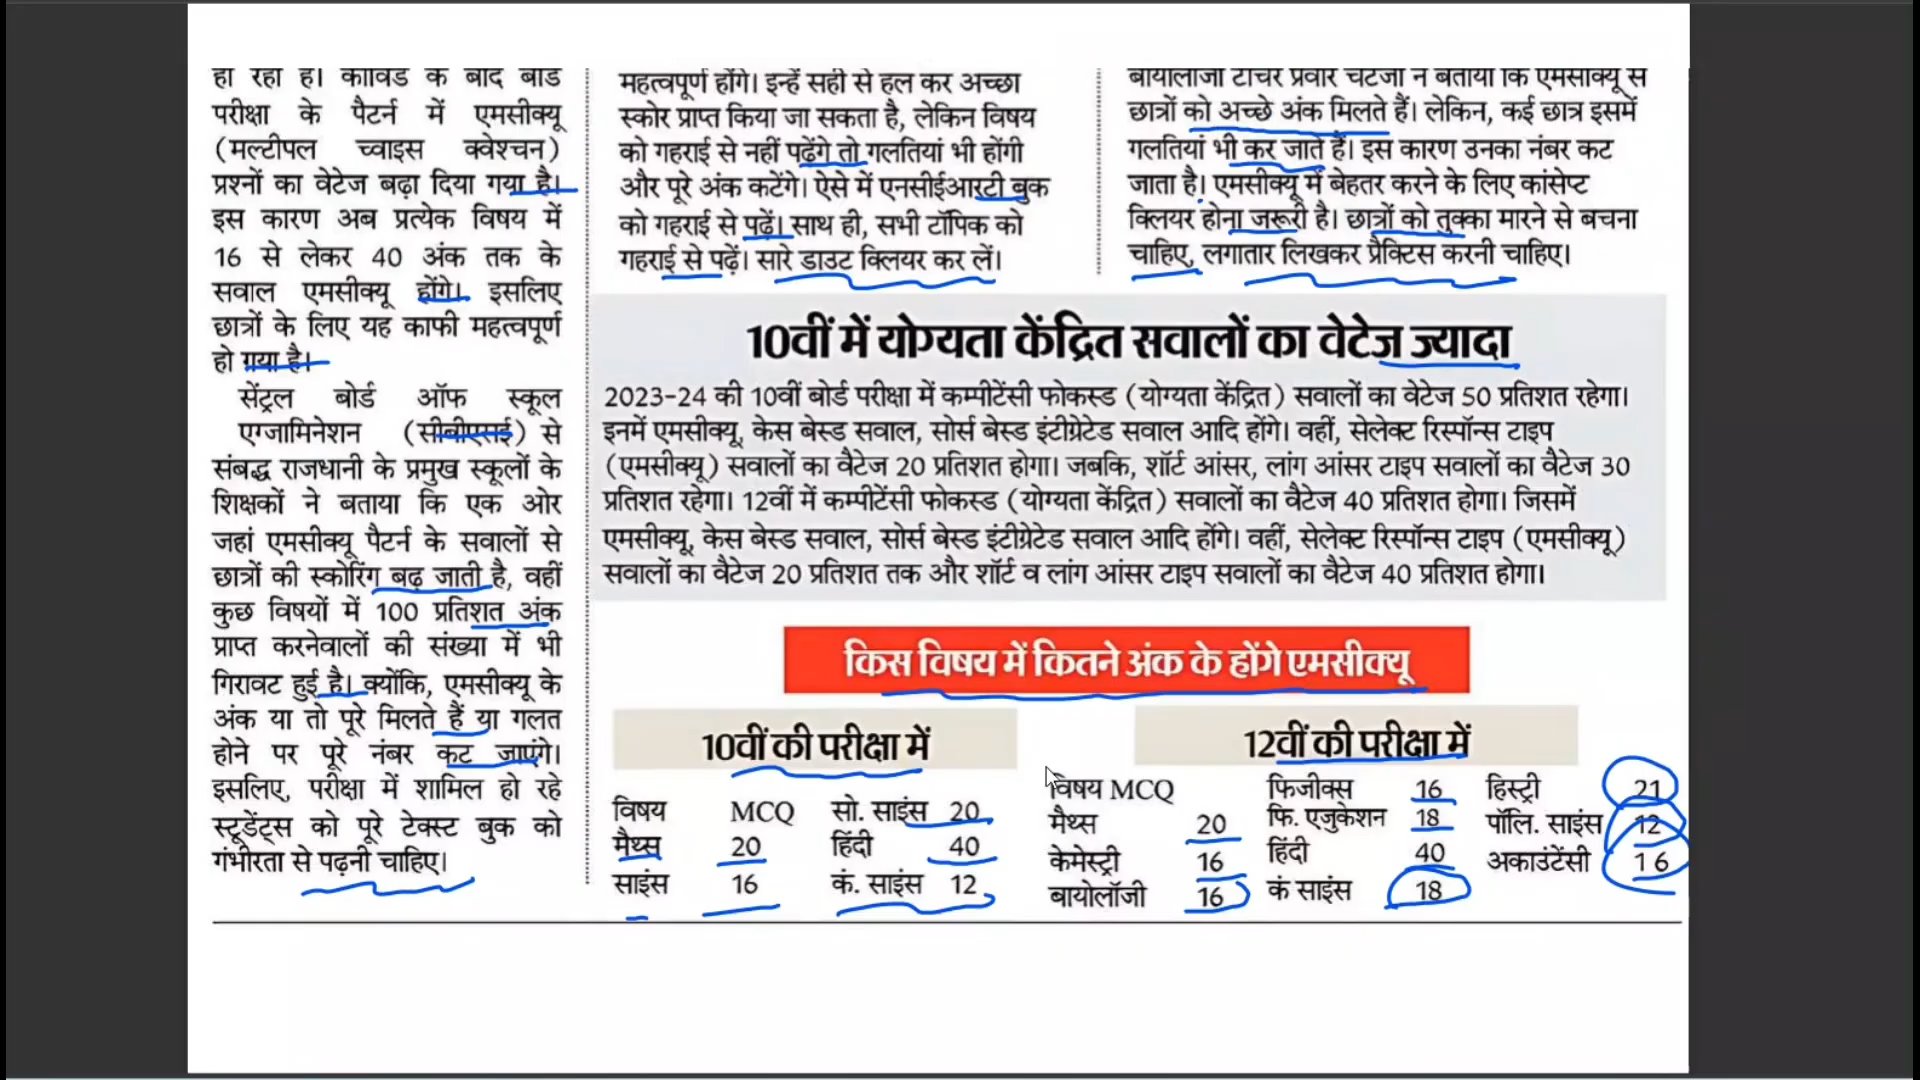 हो रहा है। कोविड के बाद बोर्ड
परीक्षा के पैटर्न में एमसीक्यू
(मल्टीपल च्वाइस क्वेश्चन)
प्रश्नों का वेटेज बढ़ा दिया गया है।
इस कारण अब प्रत्येक विषय में
16 से लेकर 40 अंक तक के
सवाल एमसीक्यू होंगे। इसलिए
छात्रों के लिए यह काफी महत्वपूर्ण
हो गया है।
सेंट्रल बोर्ड ऑफ स्कूल
एग्जामिनेशन (सीबीएसई) से
संबद्ध राजधानी के प्रमुख स्कूलों के
शिक्षकों ने बताया कि एक ओर
जहां एमसीक्यू पैटर्न के सवालों से
छात्रों की स्कोरिंग बढ़ जाती है, वहीं
कुछ विषयों में 100 प्रतिशत अंक
प्राप्त करनेवालों की संख्या में भी
गिरावट हुई है। क्योंकि, एमसीक्यू के
अंक या तो पूरे मिलते हैं या गलत
होने पर पूरे नंबर कट जाएंगे।
इसलिए, परीक्षा में शामिल हो रहे
स्टूडेंट्स को पूरे टेक्स्ट बुक को
गंभीरता से पढ़नी चाहिए।
महत्वपूर्ण होंगे। इन्हें सही से हल कर अच्छा
स्कोर प्राप्त किया जा सकता है, लेकिन विषय
को गहराई से नहीं पढ़ेंगे तो गलतियां भी होंगी
और पूरे अंक कटेंगे। ऐसे में एनसीईआरटी बुक
को गहराई से पढ़ें। साथ ही, सभी टॉपिक को
गहराई से पढ़ें। सारे डाउट क्लियर कर लें।
बायोलॉजी टीचर प्रवीर चटर्जी ने बताया कि एमसीक्यू से
छात्रों को अच्छे अंक मिलते हैं। लेकिन, कई छात्र इसमें
गलतियां भी कर जाते हैं। इस कारण उनका नंबर कट
जाता है। एमसीक्यू में बेहतर करने के लिए कांसेप्ट
क्लियर होना जरूरी है। छात्रों को तुक्का मारने से बचना
चाहिए, लगातार लिखकर प्रैक्टिस करनी चाहिए।
10वीं में योग्यता केंद्रित सवालों का वेटेज ज्यादा
2023-24 की 10वीं बोर्ड परीक्षा में कम्पीटेंसी फोकस्ड (योग्यता केंद्रित) सवालों का वेटेज 50 प्रतिशत रहेगा।
इनमें एमसीक्यू, केस बेस्ड सवाल, सोर्स बेस्ड इंटीग्रेटेड सवाल आदि होंगे। वहीं, सेलेक्ट रिस्पॉन्स टाइप
(एमसीक्यू) सवालों का वैटेज 20 प्रतिशत होगा। जबकि, शॉर्ट आंसर, लांग आंसर टाइप सवालों का वैटेज 30
प्रतिशत रहेगा। 12वीं में कम्पीटेंसी फोकस्ड (योग्यता केंद्रित) सवालों का वैटेज 40 प्रतिशत होगा। जिसमें
एमसीक्यू, केस बेस्ड सवाल, सोर्स बेस्ड इंटीग्रेटेड सवाल आदि होंगे। वहीं, सेलेक्ट रिस्पॉन्स टाइप (एमसीक्यू)
सवालों का वैटेज 20 प्रतिशत तक और शॉर्ट व लांग आंसर टाइप सवालों का वैटेज 40 प्रतिशत होगा।
किस विषय में कितने अंक के होंगे एमसीक्यू
10वीं की परीक्षा में
विषय MCQ सो. साइंस 20
मैथ्स 20 हिंदी 40
साइंस 16 कं. साइंस 12
12वीं की परीक्षा में
विषय MCQ फिजीक्स 16 हिस्ट्री 21
मैथ्स 20 फि. एजुकेशन 18 पॉलि. साइंस 12
केमेस्ट्री 16 हिंदी 40 अकाउंटेंसी 16
बायोलॉजी 16 कं साइंस 18